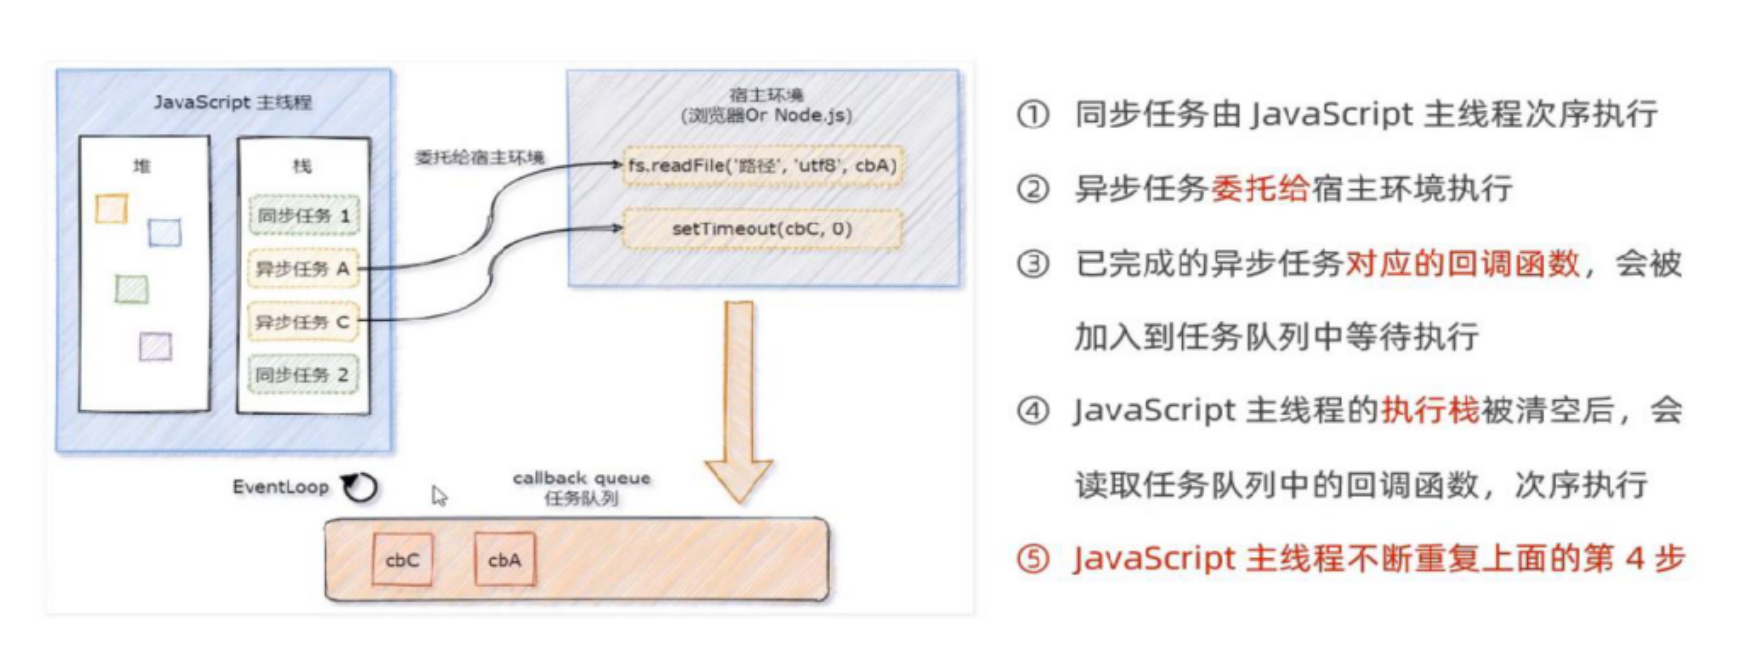 JavaScript 主线程
堆
栈
同步任务 1
异步任务 A
异步任务 C
同步任务 2
委托给宿主环境
宿主环境
(浏览器Or Node.js)
fs.readFile('路径', 'utf8', cbA)
setTimeout(cbC, 0)
EventLoop
callback queue
任务队列
cbC
cbA
① 同步任务由 JavaScript 主线程次序执行
② 异步任务委托给宿主环境执行
③ 已完成的异步任务对应的回调函数，会被
加入到任务队列中等待执行
④ JavaScript 主线程的执行栈被清空后，会
读取任务队列中的回调函数，次序执行
⑤ JavaScript 主线程不断重复上面的第 4 步